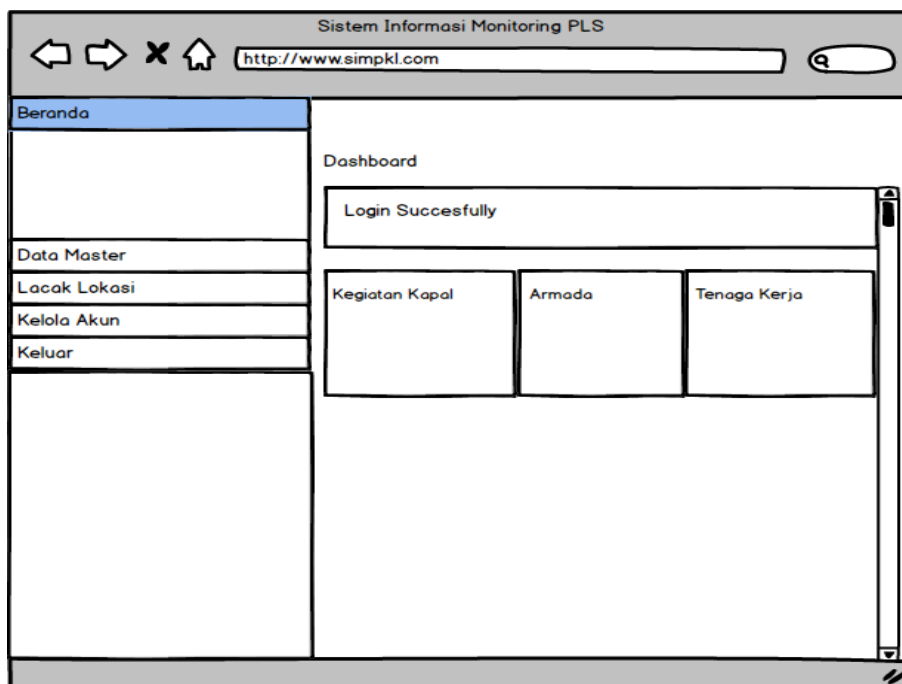 Sistem Informasi Monitoring PLS
http://www.simpkl.com
Beranda
Data Master
Lacak Lokasi
Kelola Akun
Keluar
Dashboard
Login Succesfully
Kegiatan Kapal
Armada
Tenaga Kerja